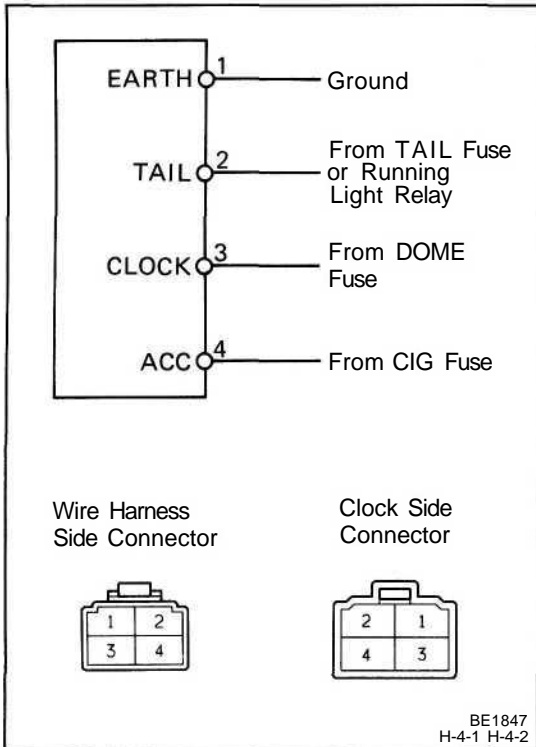 EARTH 1 Ground
TAIL 2 From TAIL Fuse
or Running
Light Relay
CLOCK 3 From DOME
Fuse
ACC 4 From CIG Fuse
Wire Harness
Side Connector
1 2
3 4
Clock Side
Connector
2 1
4 3
BE1847
H-4-1 H-4-2